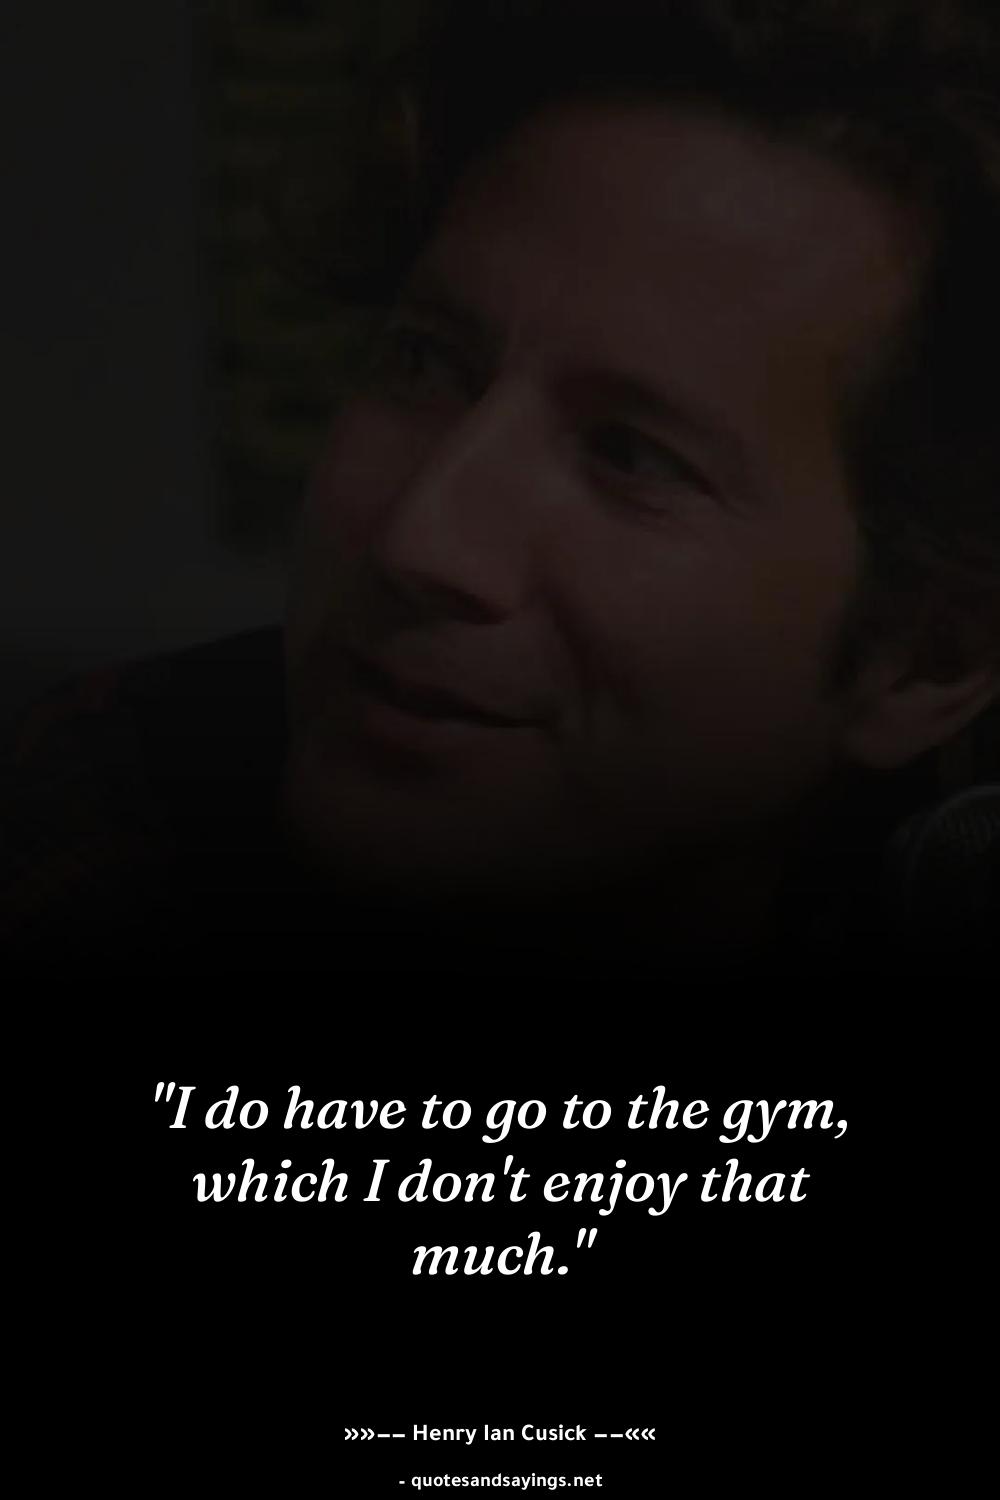 "I do have to go to the gym,
which I don't enjoy that
much."
»»–– Henry Ian Cusick ––««
- quotesandsayings.net